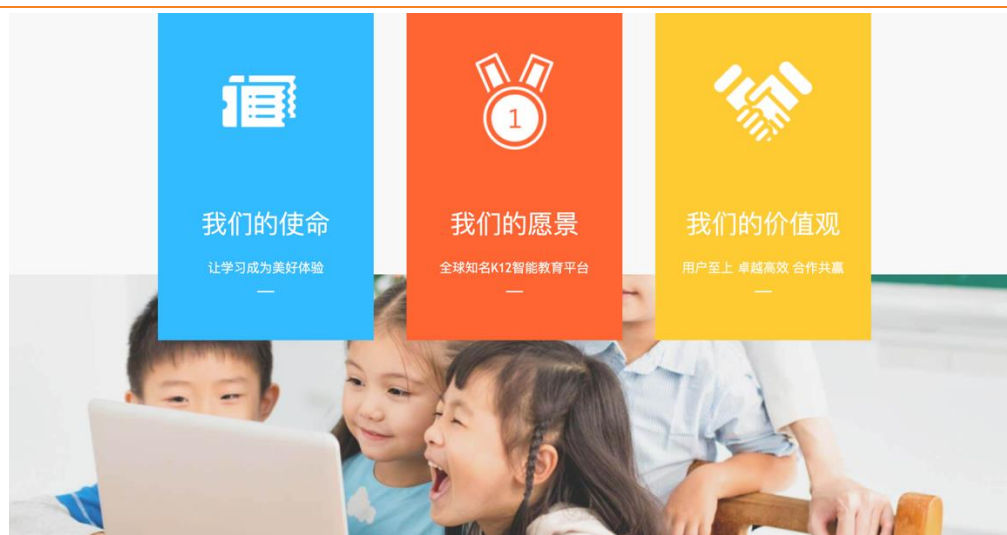 1
我们的使命
让学习成为美好体验
我们的愿景
全球知名K12智能教育平台
我们的价值观
用户至上 卓越高效 合作共赢